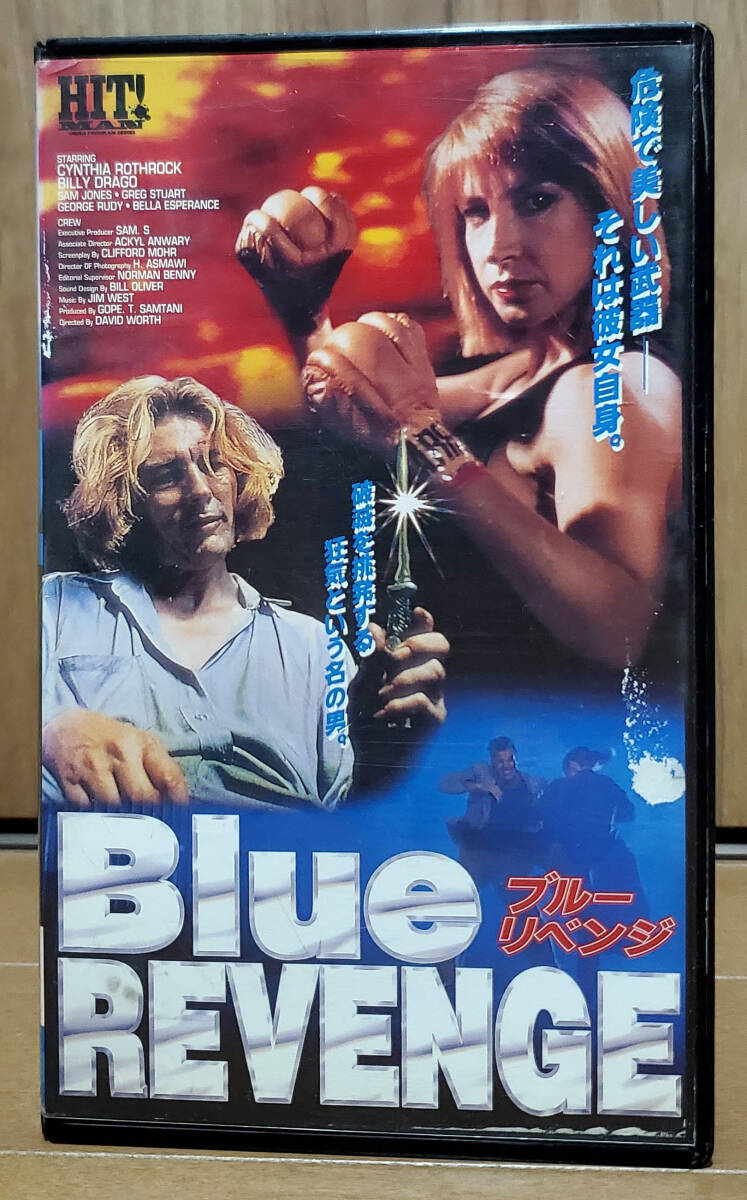 HIT!
MAN
STARRING
CYNTHIA ROTHROCK
BILLY DRAGO
SAM JONES • GREG STUART
GEORGE RUDY • BELLA ESPERANCE
CREW
Executive Producer SAM. S
Associate Director ACKYL ANWARY
Screenplay By CLIFFORD MOHR
Director OF Photography H. ASMAWI
Editorial Supervisor NORMAN BENNY
Sound Design By BILL OLIVER
Music By JIM WEST
Produced By GOPE. T. SAMTANI
Directed By DAVID WORTH
危険で美しい武器――
それは彼女自身。
破滅を挑発する
狂気という名の男。
Blue
REVENGE
ブルー
リベンジ